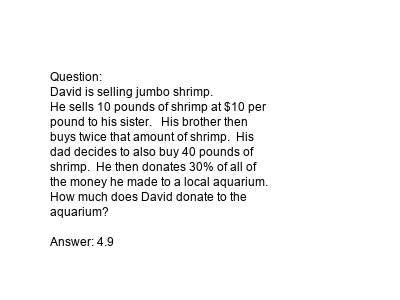 Question:
David is selling jumbo shrimp.
He sells 10 pounds of shrimp at $10 per
pound to his sister.   His brother then
buys twice that amount of shrimp.  His
dad decides to also buy 40 pounds of
shrimp.  He then donates 30% of all of
the money he made to a local aquarium.
How much does David donate to the
aquarium?
Answer: 4.9